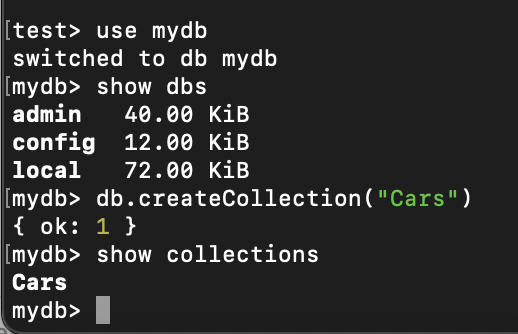 [test> use mydb
switched to db mydb
[mydb> show dbs
admin   40.00 KiB
config  12.00 KiB
local   72.00 KiB
[mydb> db.createCollection("Cars")
{ ok: 1 }
[mydb> show collections
Cars
mydb>